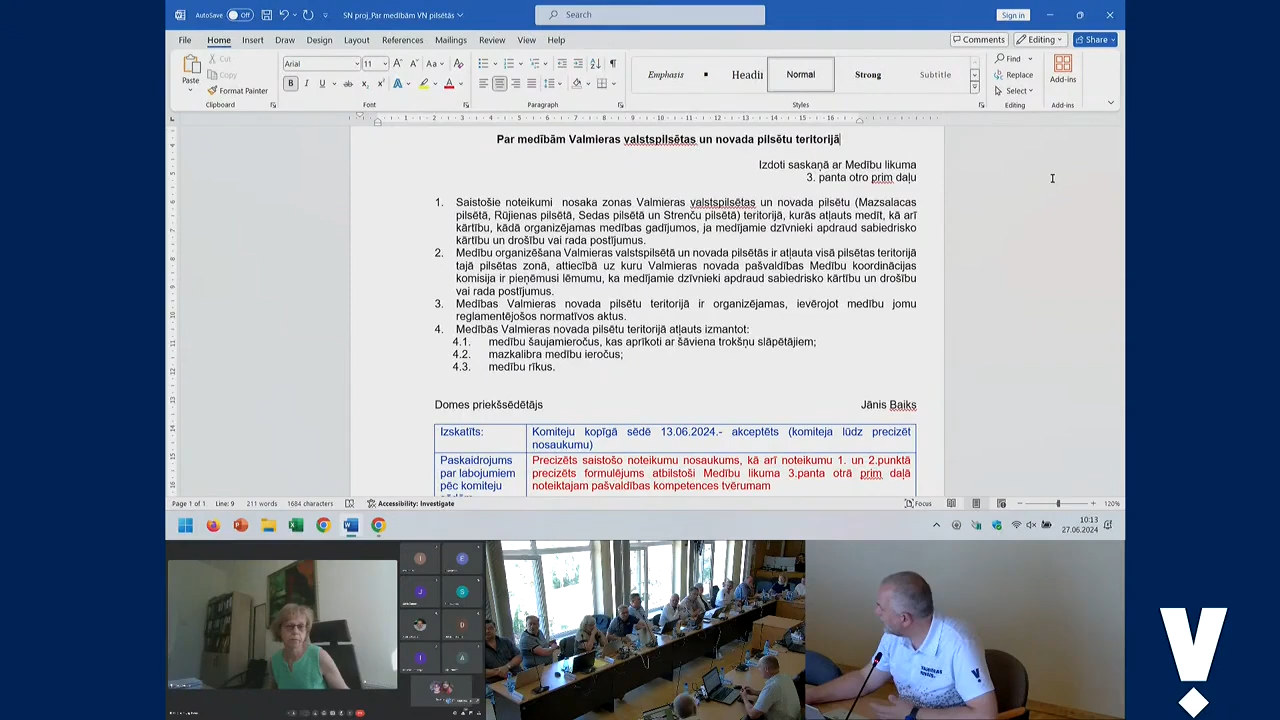 AutoSave Off
SN proj_Par medībām VN pilsētās
Search
Sign in
File Home Insert Draw Design Layout References Mailings Review View Help
Comments Editing Share
Paste
Cut
Copy
Format Painter
Clipboard
Arial 11
Font
Paragraph
Emphasis
Normal
Strong
Subtitle
Styles
Find
Replace
Select
Editing
Add-ins
Add-ins
Par medībām Valmieras valstspilsētas un novada pilsētu teritorijā
Izdoti saskaņā ar Medību likuma
3. panta otro prim daļu
1. Saistošie noteikumi nosaka zonas Valmieras valstspilsētas un novada pilsētu (Mazsalacas
pilsētā, Rūjienas pilsētā, Sedas pilsētā un Strenču pilsētā) teritorijā, kurās atļauts medīt, kā arī
kārtību, kādā organizējamas medības gadījumos, ja medījamie dzīvnieki apdraud sabiedrisko
kārtību un drošību vai rada postījumus.
2. Medību organizēšana Valmieras valstspilsētā un novada pilsētās ir atļauta visā pilsētas teritorijā
tajā pilsētas zonā, attiecībā uz kuru Valmieras novada pašvaldības Medību koordinācijas
komisija ir pieņēmusi lēmumu, ka medījamie dzīvnieki apdraud sabiedrisko kārtību un drošību
vai rada postījumus.
3. Medības Valmieras novada pilsētu teritorijā ir organizējamas, ievērojot medību jomu
reglamentējošos normatīvos aktus.
4. Medībās Valmieras novada pilsētu teritorijā atļauts izmantot:
4.1. medību šaujamieročus, kas aprīkoti ar šāviena trokšņu slāpētājiem;
4.2. mazkalibra medību ieročus;
4.3. medību rīkus.
Domes priekšsēdētājs Jānis Baiks
Izskatīts: Komiteju kopīgā sēdē 13.06.2024.- akceptēts (komiteja lūdz precizēt
nosaukumu)
Paskaidrojums Precizēts saistošo noteikumu nosaukums, kā arī noteikumu 1. un 2.punktā
par labojumiem precizēts formulējums atbilstoši Medību likuma 3.panta otrā prim daļā
pēc komiteju noteiktajam pašvaldības kompetences tvērumam
Page 1 of 1 Line: 9 211 words 1684 characters Accessibility: Investigate
Focus 120%
10:13
27.06.2024